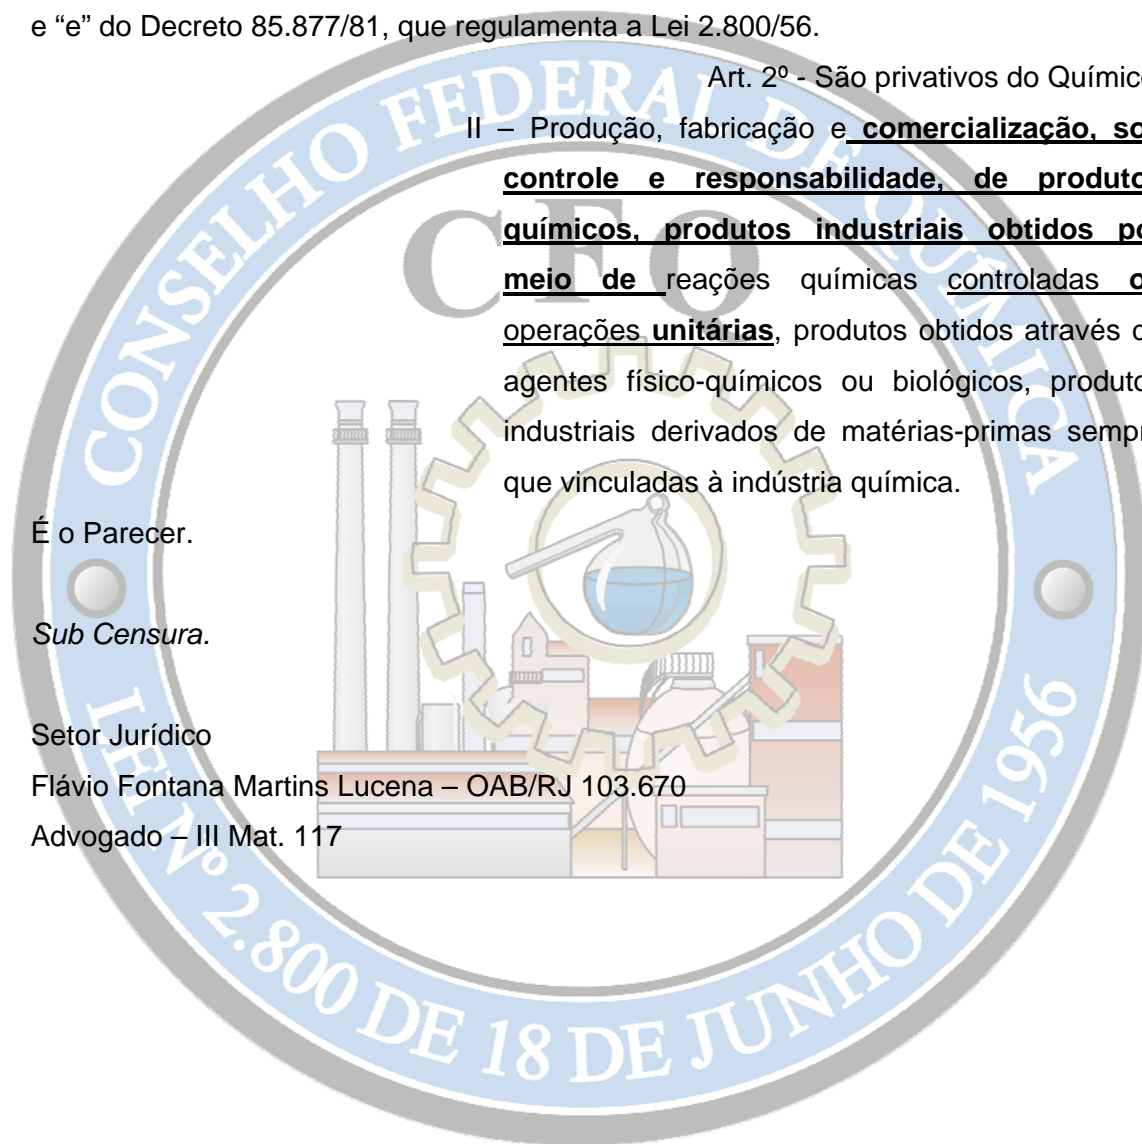 e “e” do Decreto 85.877/81, que regulamenta a Lei 2.800/56.
Art. 2º - São privativos do Químico
II – Produção, fabricação e comercialização, so
controle e responsabilidade, de produto
químicos, produtos industriais obtidos po
meio de reações químicas controladas o
operações unitárias, produtos obtidos através d
agentes físico-químicos ou biológicos, produto
industriais derivados de matérias-primas sempr
que vinculadas à indústria química.
É o Parecer.
Sub Censura.
Setor Jurídico
Flávio Fontana Martins Lucena – OAB/RJ 103.670
Advogado – III Mat. 117
CONSELHO FEDERAL DE QUÍMICA
CFQ
LEI Nº 2.800 DE 18 DE JUNHO DE 1956